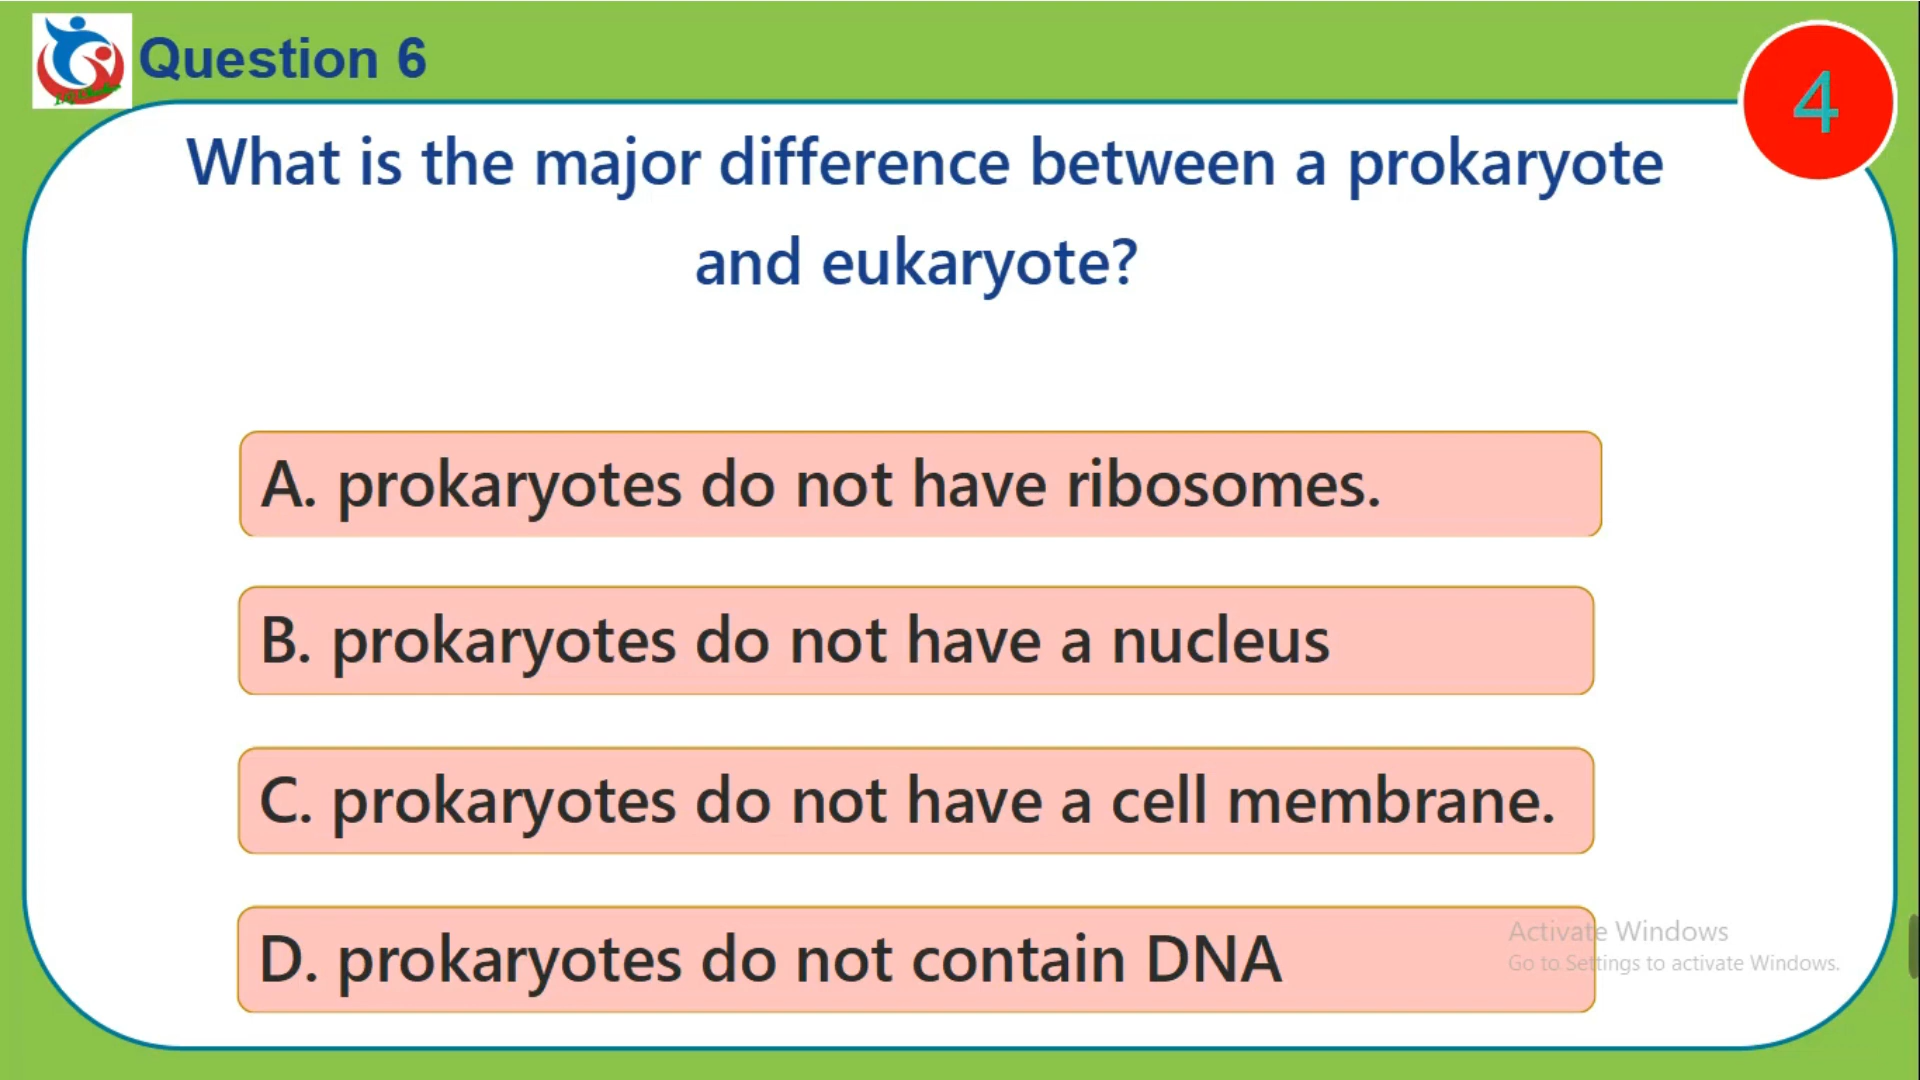 Question 6
4
What is the major difference between a prokaryote
and eukaryote?
A. prokaryotes do not have ribosomes.
B. prokaryotes do not have a nucleus
C. prokaryotes do not have a cell membrane.
D. prokaryotes do not contain DNA
Activate Windows
Go to Settings to activate Windows.